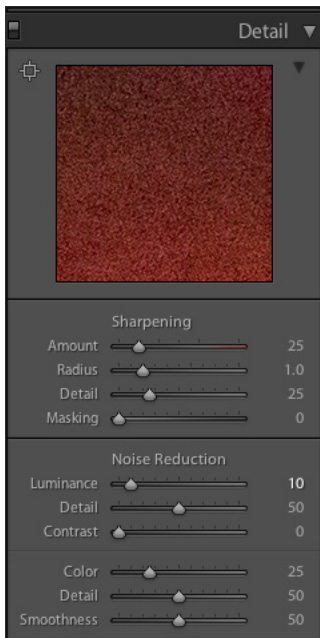 Detail
Sharpening
Amount 25
Radius 1.0
Detail 25
Masking 0
Noise Reduction
Luminance 10
Detail 50
Contrast 0
Color 25
Detail 50
Smoothness 50